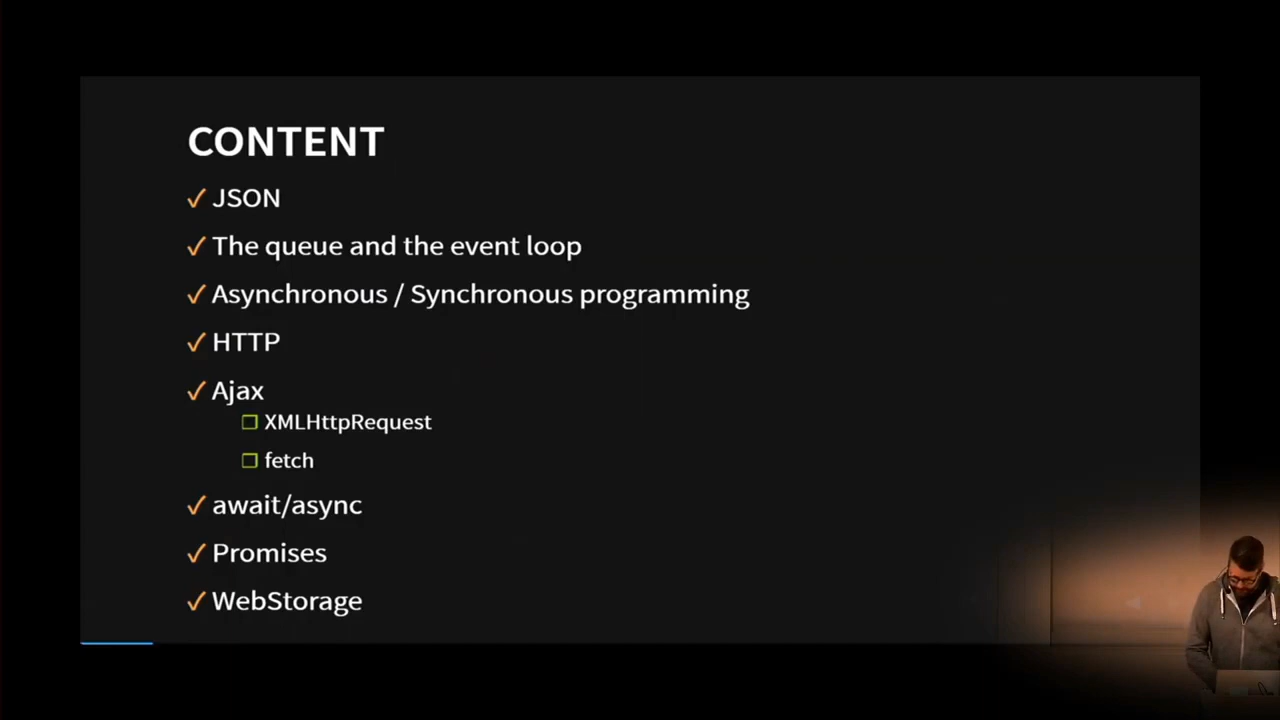 CONTENT
JSON
The queue and the event loop
Asynchronous / Synchronous programming
HTTP
Ajax
XMLHttpRequest
fetch
await/async
Promises
WebStorage